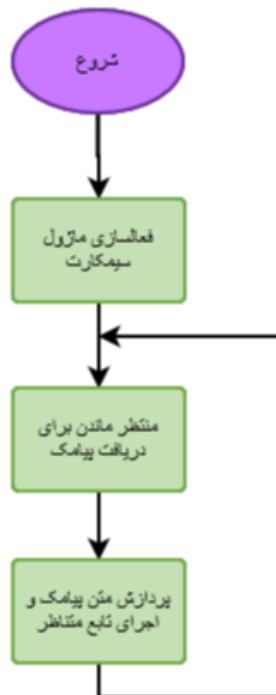 شروع
فعالسازی ماژول
سیمکارت
منتظر ماندن برای
دریافت پیامک
پردازش متن پیامک و
اجرای تابع متناظر